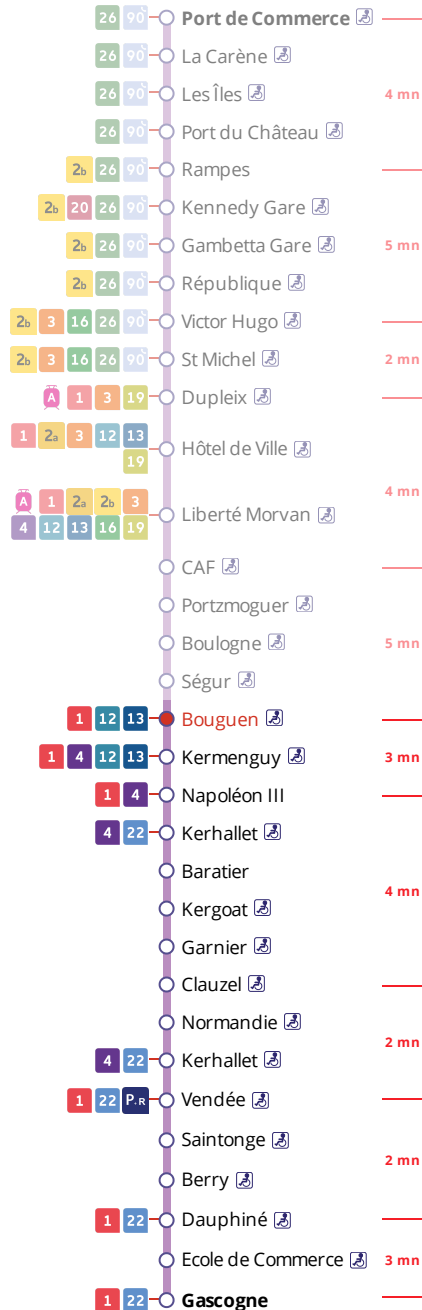 26 90 Port de Commerce
26 90 La Carène
26 90 Les Îles 4 mn
26 90 Port du Château
2b 26 90 Rampes
2b 20 26 90 Kennedy Gare
2b 26 90 Gambetta Gare 5 mn
2b 26 90 République
2b 3 16 26 90 Victor Hugo
2b 3 16 26 90 St Michel 2 mn
A 1 3 19 Dupleix
1 2a 3 12 13
19 Hôtel de Ville
4 mn
A 1 2a 2b 3
4 12 13 16 19 Liberté Morvan
CAF
Portzmoguer
Boulogne 5 mn
Ségur
1 12 13 Bouguen
1 4 12 13 Kermenguy 3 mn
1 4 Napoléon III
4 22 Kerhallet
Baratier
4 mn
Kergoat
Garnier
Clauzel
Normandie
2 mn
4 22 Kerhallet
1 22 P+R Vendée
Saintonge
2 mn
Berry
1 22 Dauphiné
Ecole de Commerce 3 mn
1 22 Gascogne